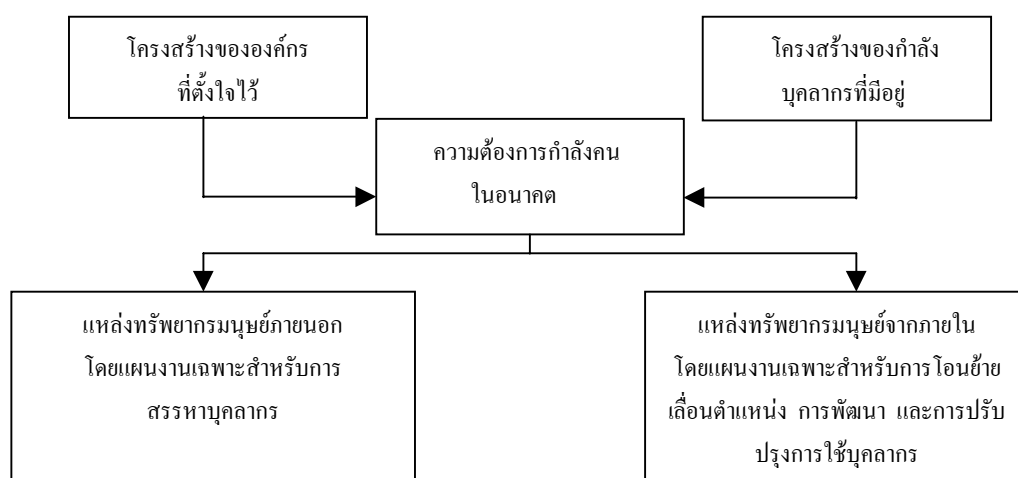 โครงสร้างขององค์กร
ที่ตั้งใจไว้
โครงสร้างของกำลัง
บุคลากรที่มีอยู่
ความต้องการกำลังคน
ในอนาคต
แหล่งทรัพยากรมนุษย์ภายนอก
โดยแผนงานเฉพาะสำหรับการ
สรรหาบุคลากร
แหล่งทรัพยากรมนุษย์จากภายใน
โดยแผนงานเฉพาะสำหรับการโอนย้าย
เลื่อนตำแหน่ง การพัฒนา และการปรับ
ปรุงการใช้บุคลากร